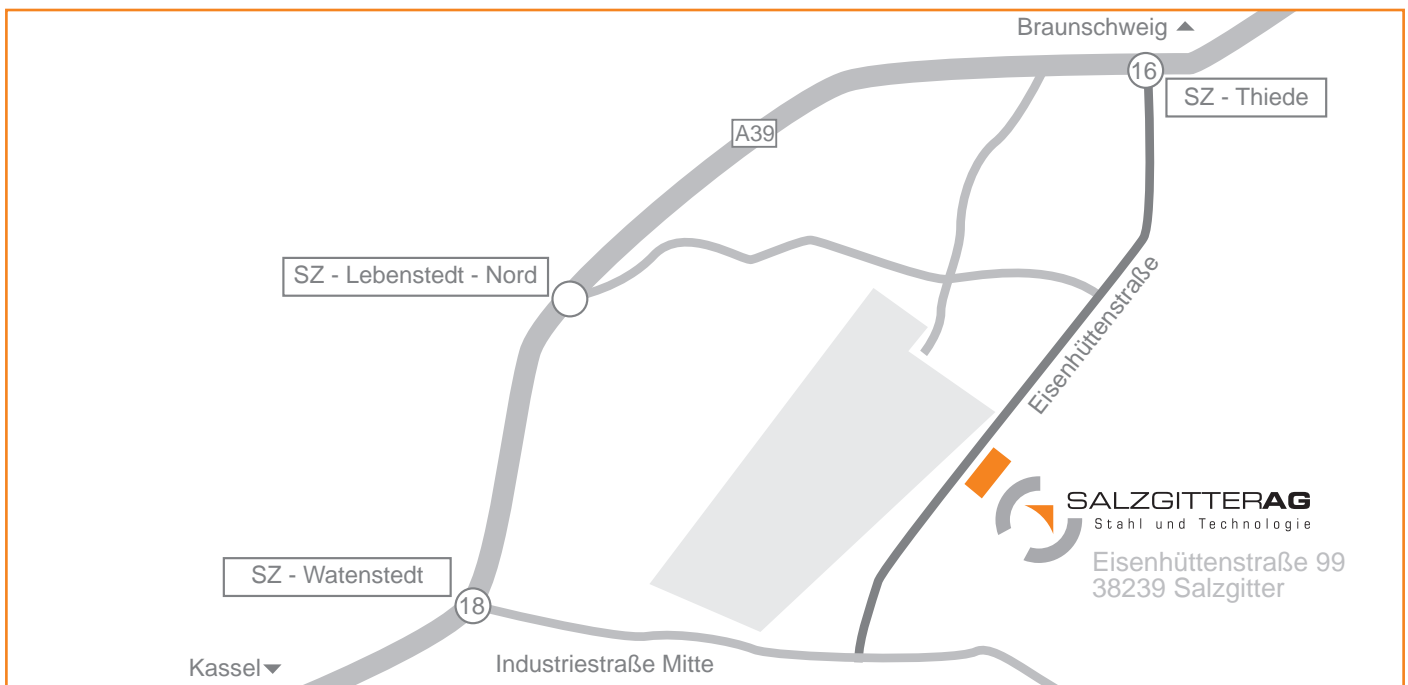 Braunschweig
16
SZ - Thiede
A39
SZ - Lebenstedt - Nord
Eisenhüttenstraße
SALZGITTERAG
Stahl und Technologie
Eisenhüttenstraße 99
38239 Salzgitter
SZ - Watenstedt
18
Kassel
Industriestraße Mitte